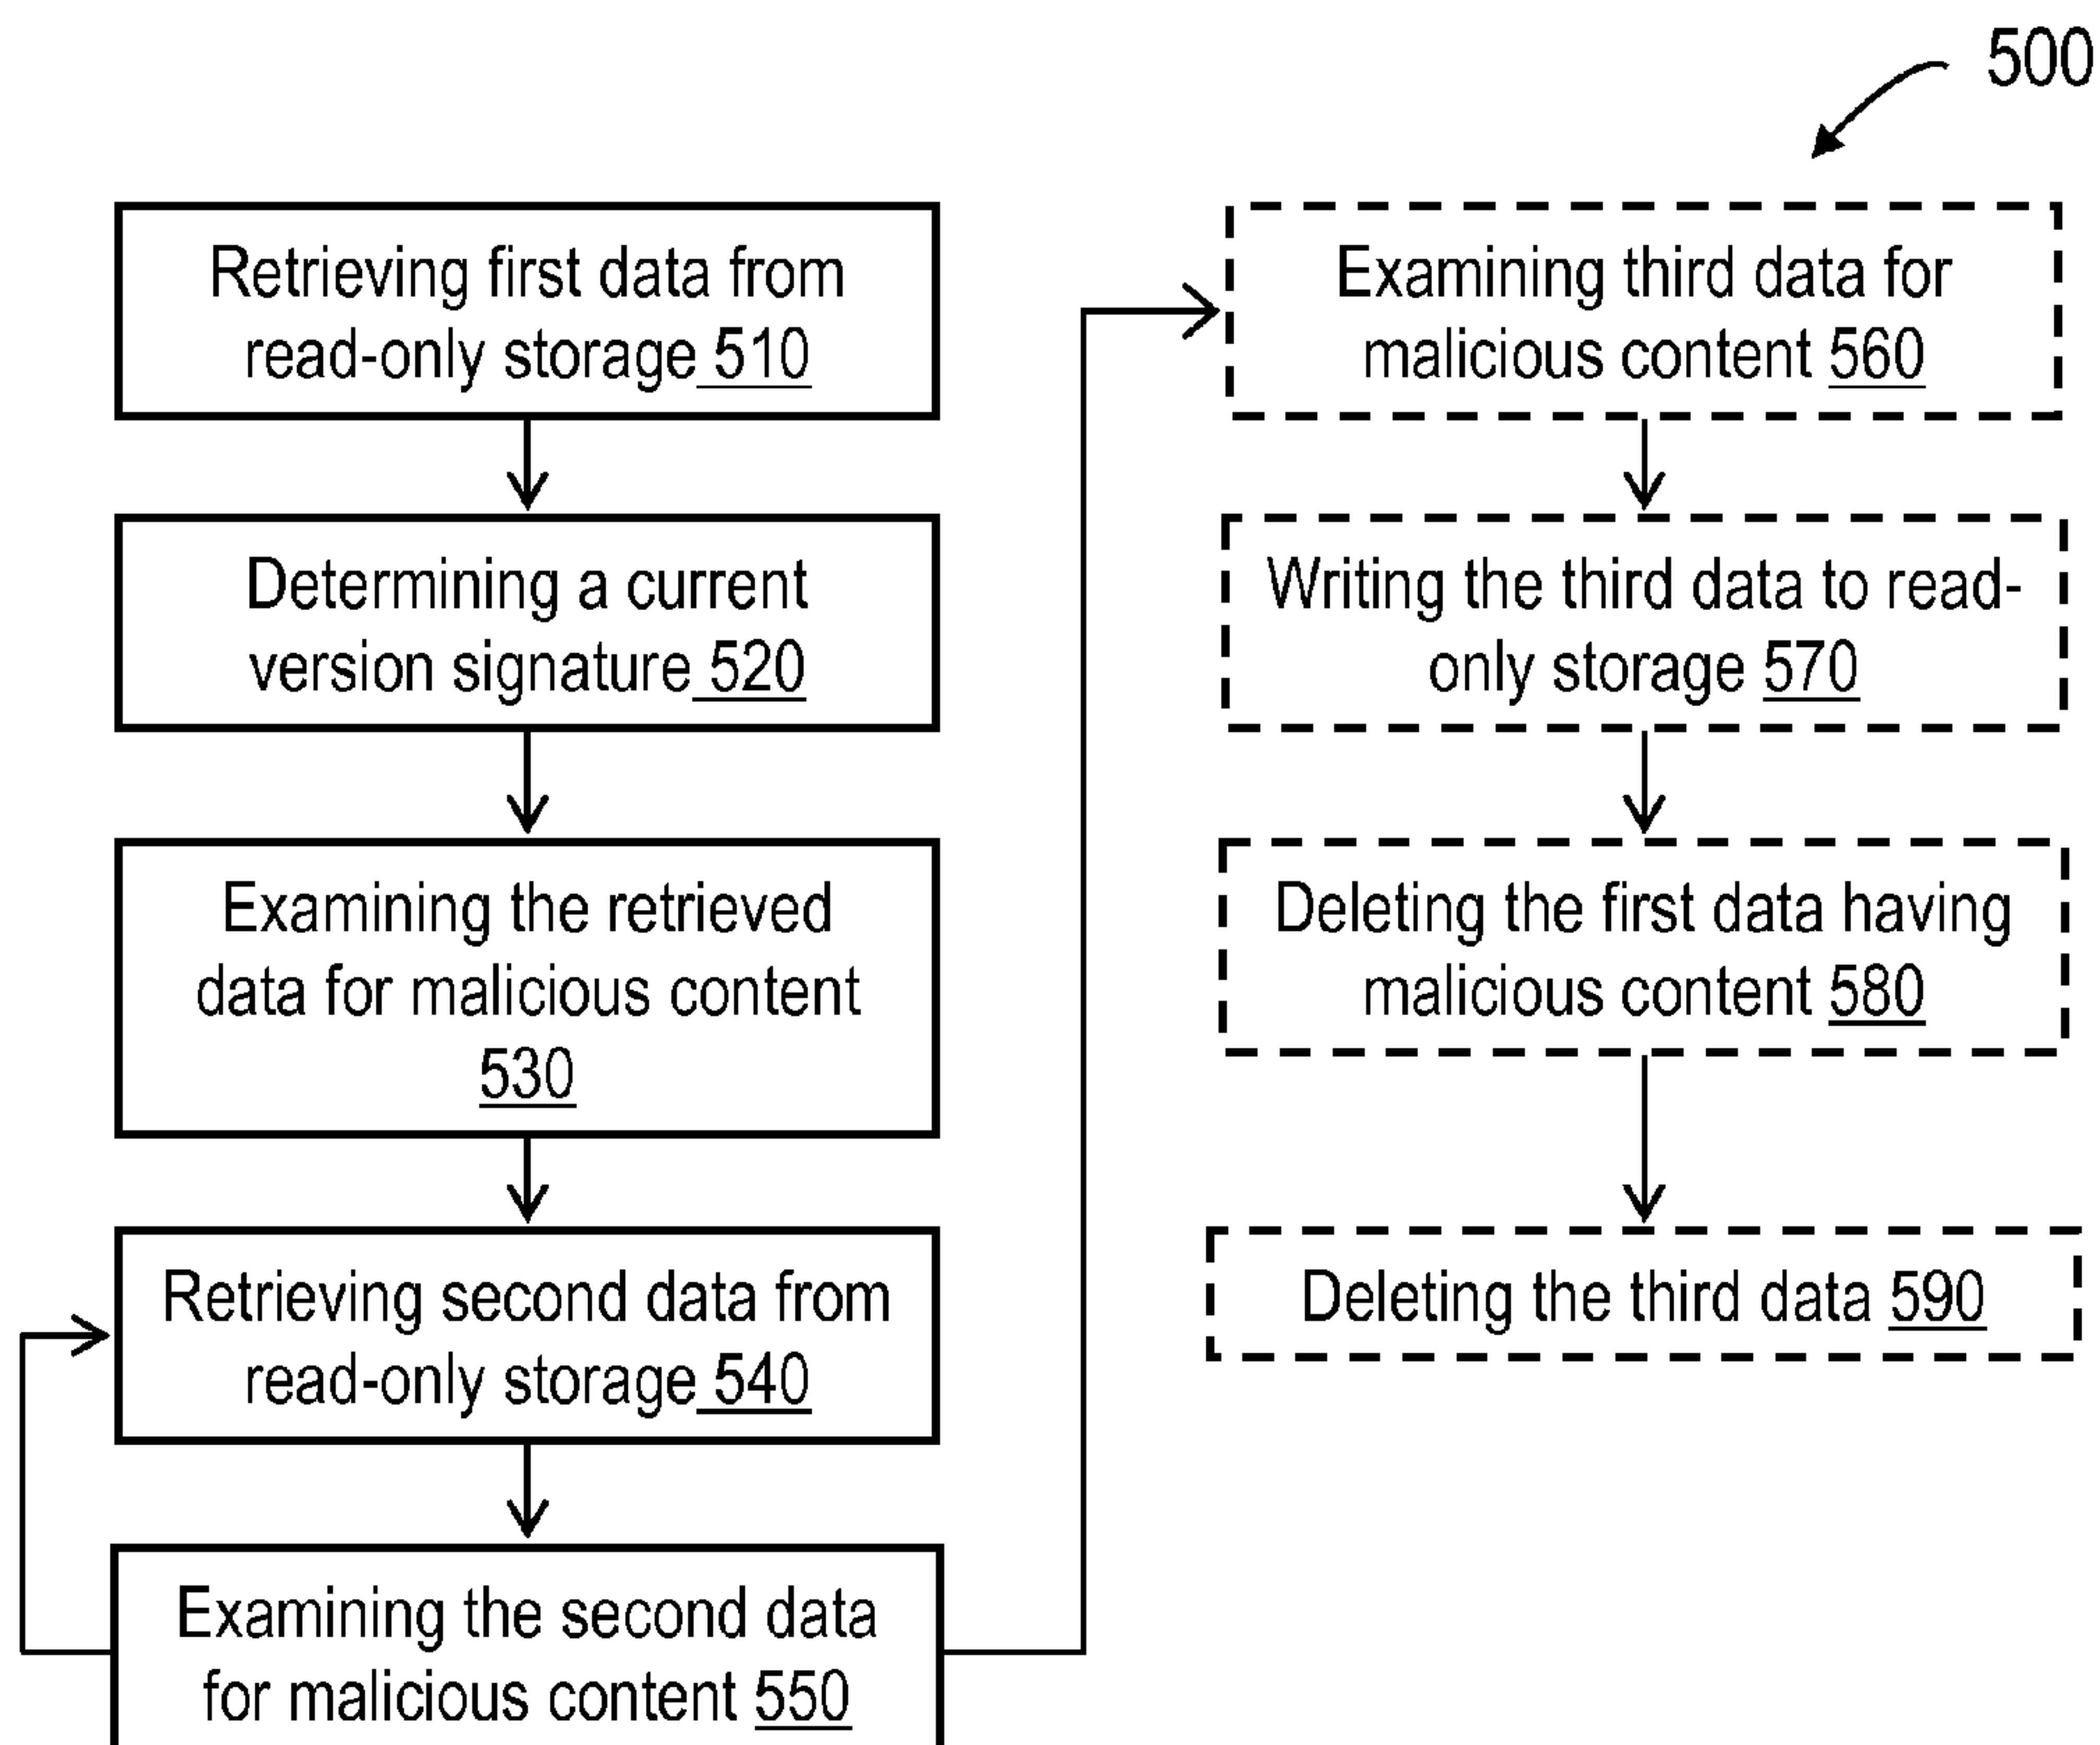 500
Retrieving first data from
read-only storage 510
Determining a current
version signature 520
Examining the retrieved
data for malicious content
530
Retrieving second data from
read-only storage 540
Examining the second data
for malicious content 550
Examining third data for
malicious content 560
Writing the third data to read-
only storage 570
Deleting the first data having
malicious content 580
Deleting the third data 590